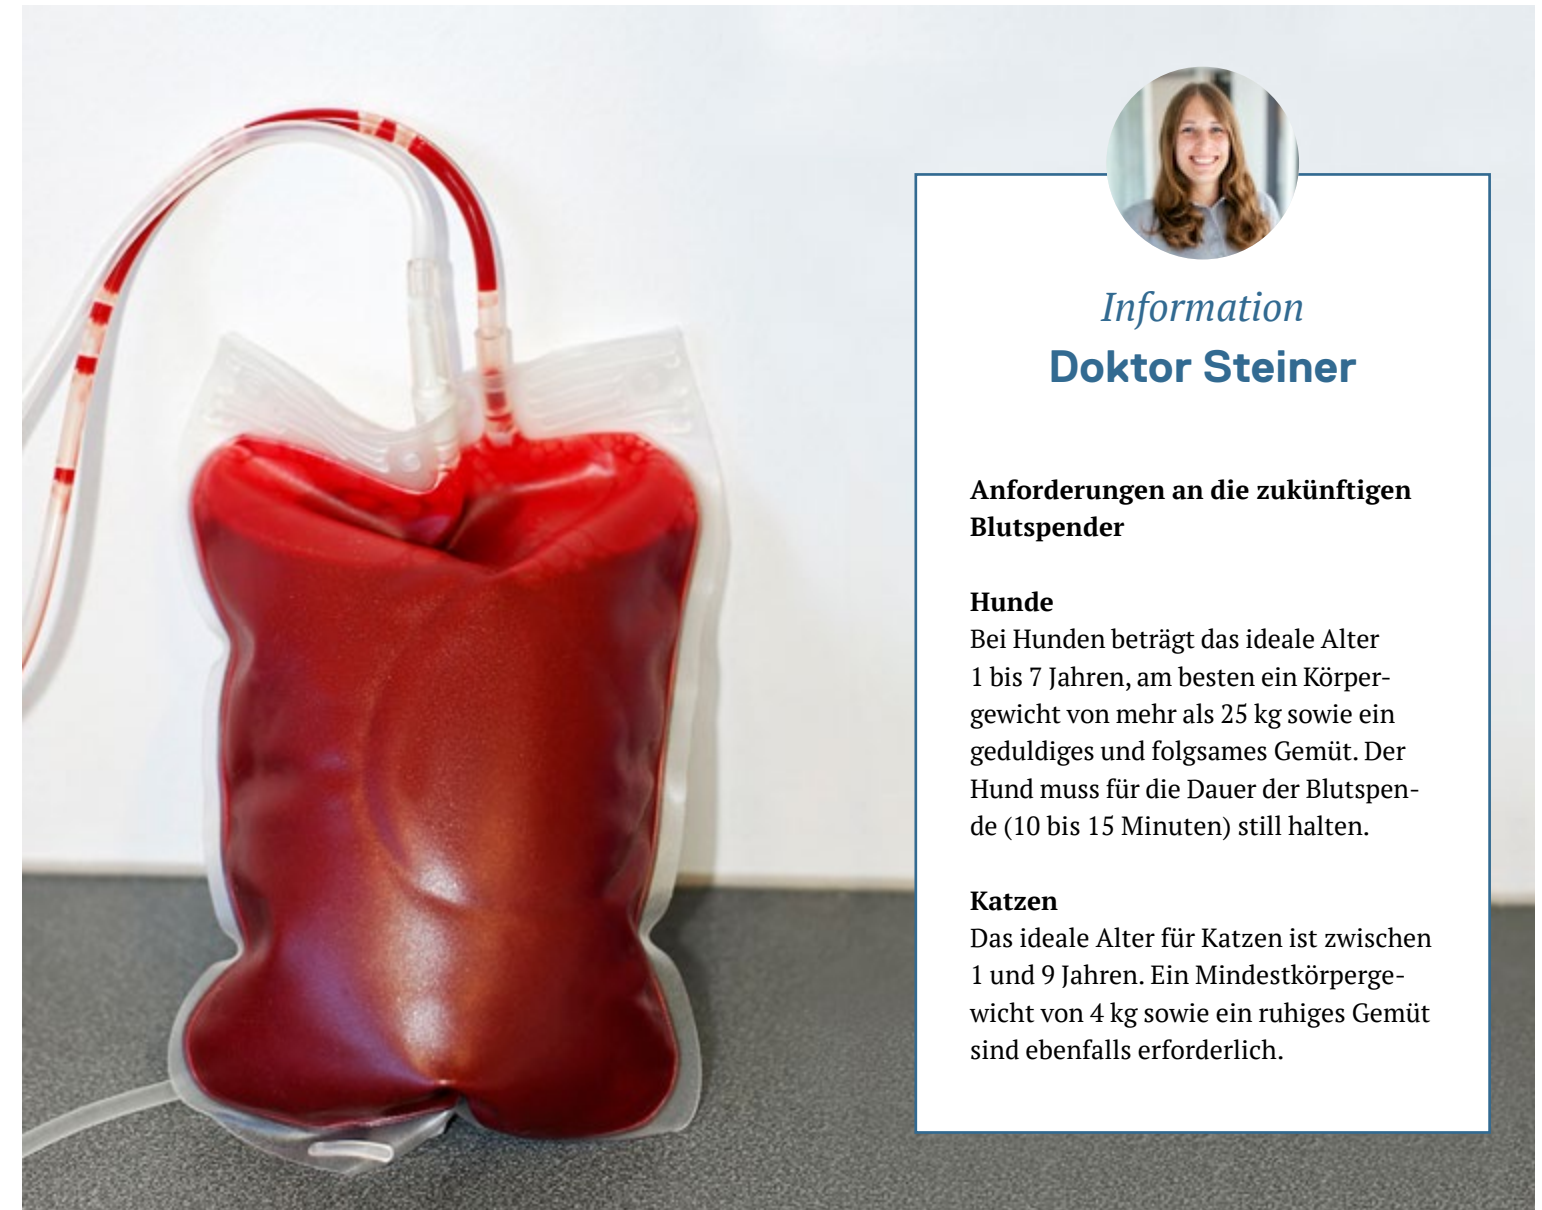 Information
Doktor Steiner
Anforderungen an die zukünftigen
Blutspender
Hunde
Bei Hunden beträgt das ideale Alter
1 bis 7 Jahren, am besten ein Körper-
gewicht von mehr als 25 kg sowie ein
geduldiges und folgsames Gemüt. Der
Hund muss für die Dauer der Blutspen-
de (10 bis 15 Minuten) still halten.
Katzen
Das ideale Alter für Katzen ist zwischen
1 und 9 Jahren. Ein Mindestkörperge-
wicht von 4 kg sowie ein ruhiges Gemüt
sind ebenfalls erforderlich.